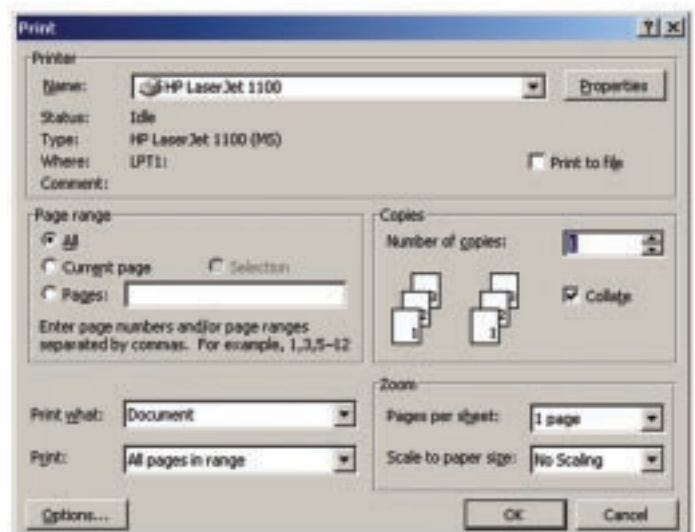 Print
Printer
Name: HP LaserJet 1100 Properties
Status: Idle
Type: HP LaserJet 1100 (MS)
Where: LPT1: Print to file
Comment:
Page range
All
Current page Selection
Pages:
Enter page numbers and/or page ranges
separated by commas. For example, 1,3,5-12
Copies
Number of copies: 1
Collate
1 1
Print what: Document
Print: All pages in range
Zoom
Pages per sheet: 1 page
Scale to paper size: No Scaling
Options... OK Cancel